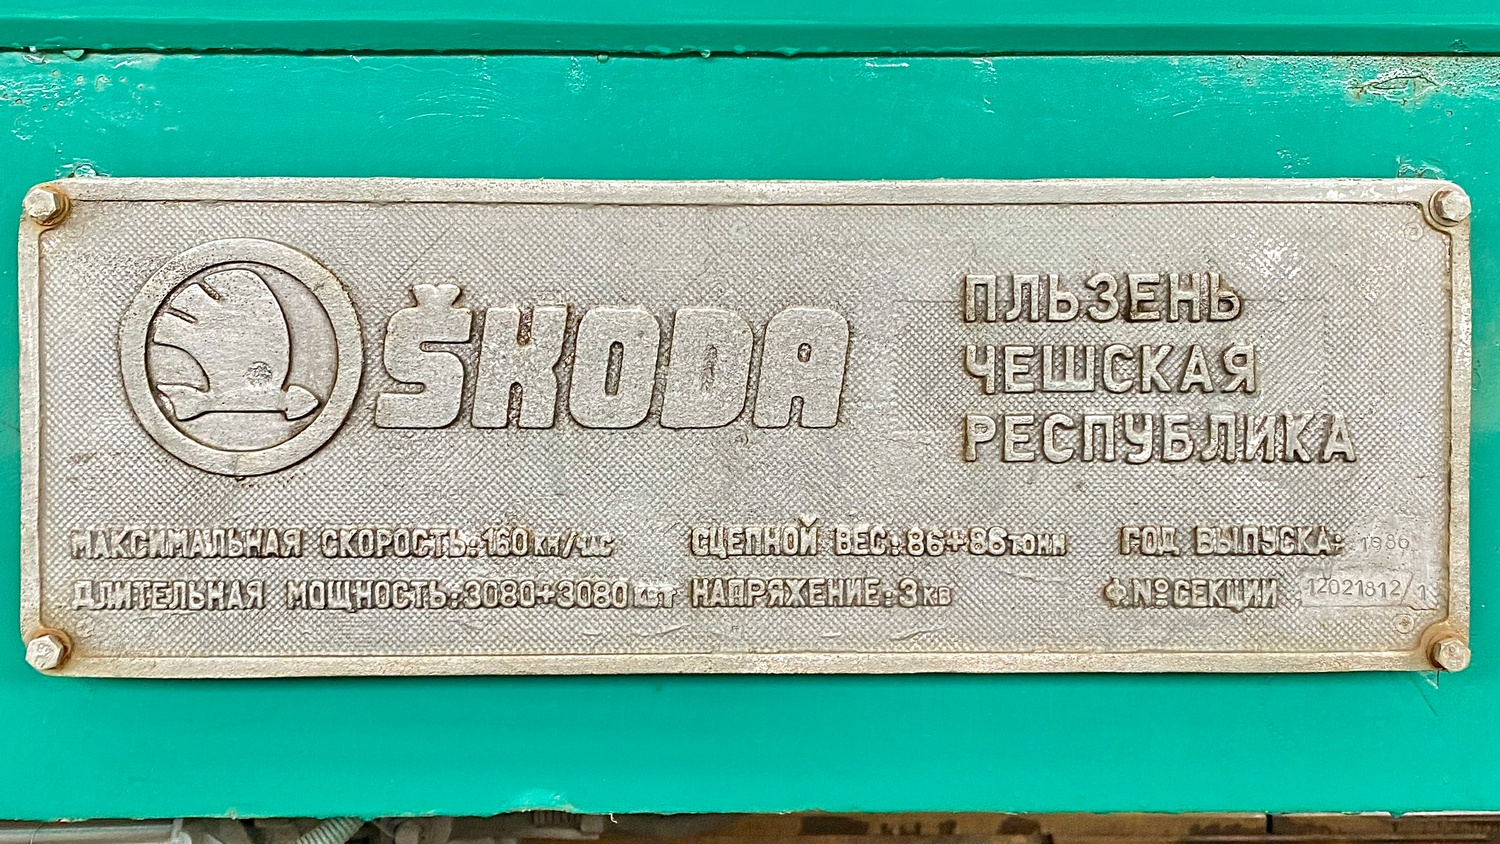 ŠKODA
ПЛЬЗЕНЬ
ЧЕШСКАЯ
РЕСПУБЛИКА
МАКСИМАЛЬНАЯ СКОРОСТЬ: 160 КМ/ЧАС СЦЕПНОЙ ВЕС: 86+86 ТОНН ГОД ВЫПУСКА: 1986
ДЛИТЕЛЬНАЯ МОЩНОСТЬ: 3080+3080 КВТ НАПРЯЖЕНИЕ: 3 КВ Ф.№ СЕКЦИИ 12021812/1